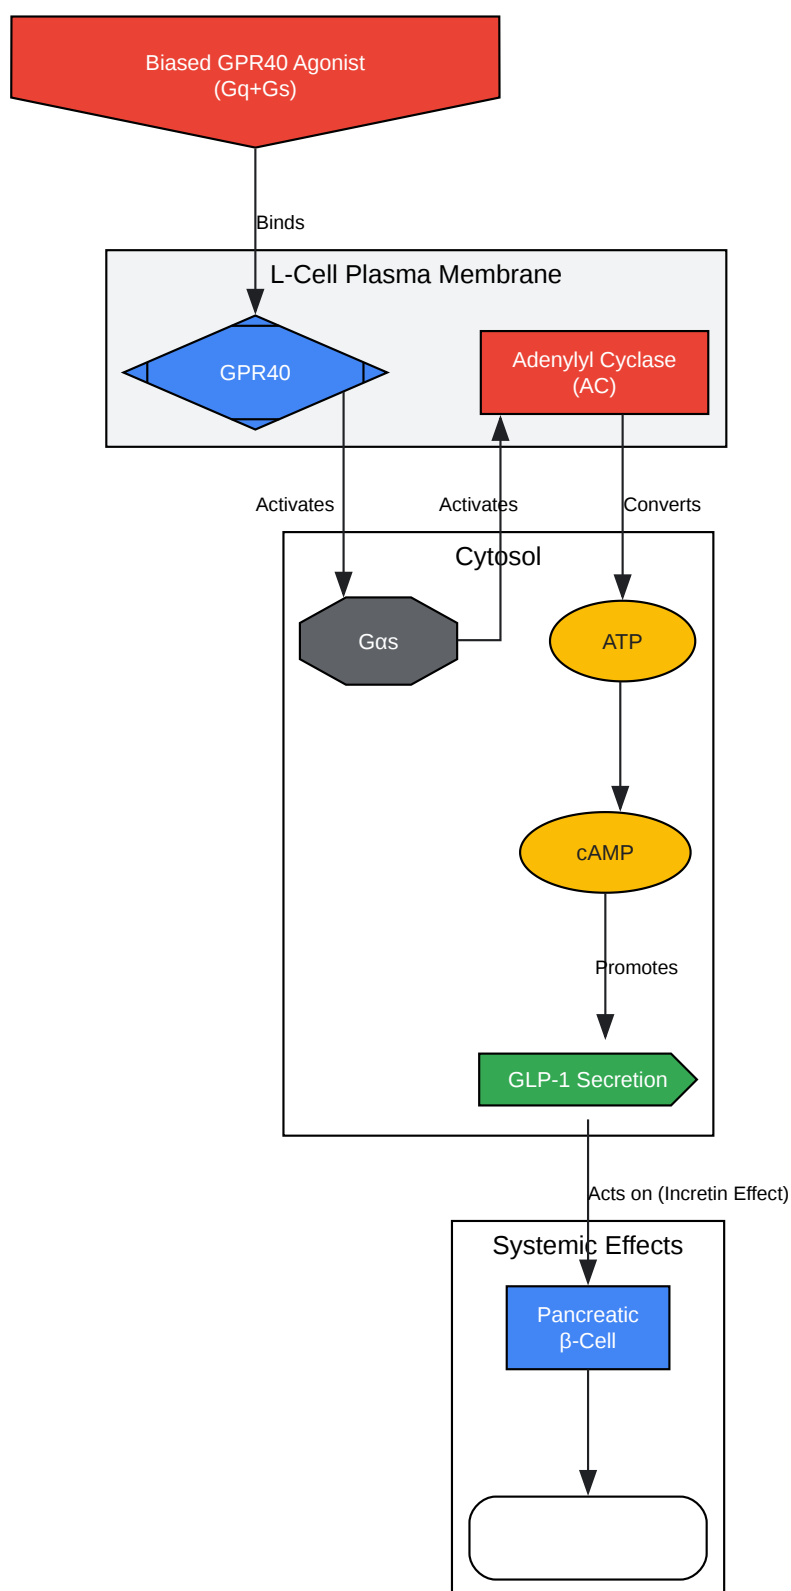 Biased GPR40 Agonist
(Gq+Gs)
Binds
L-Cell Plasma Membrane
GPR40
Adenylyl Cyclase
(AC)
Activates
Activates
Converts
Cytosol
Gαs
ATP
cAMP
Promotes
GLP-1 Secretion
Acts on (Incretin Effect)
Systemic Effects
Pancreatic
β-Cell